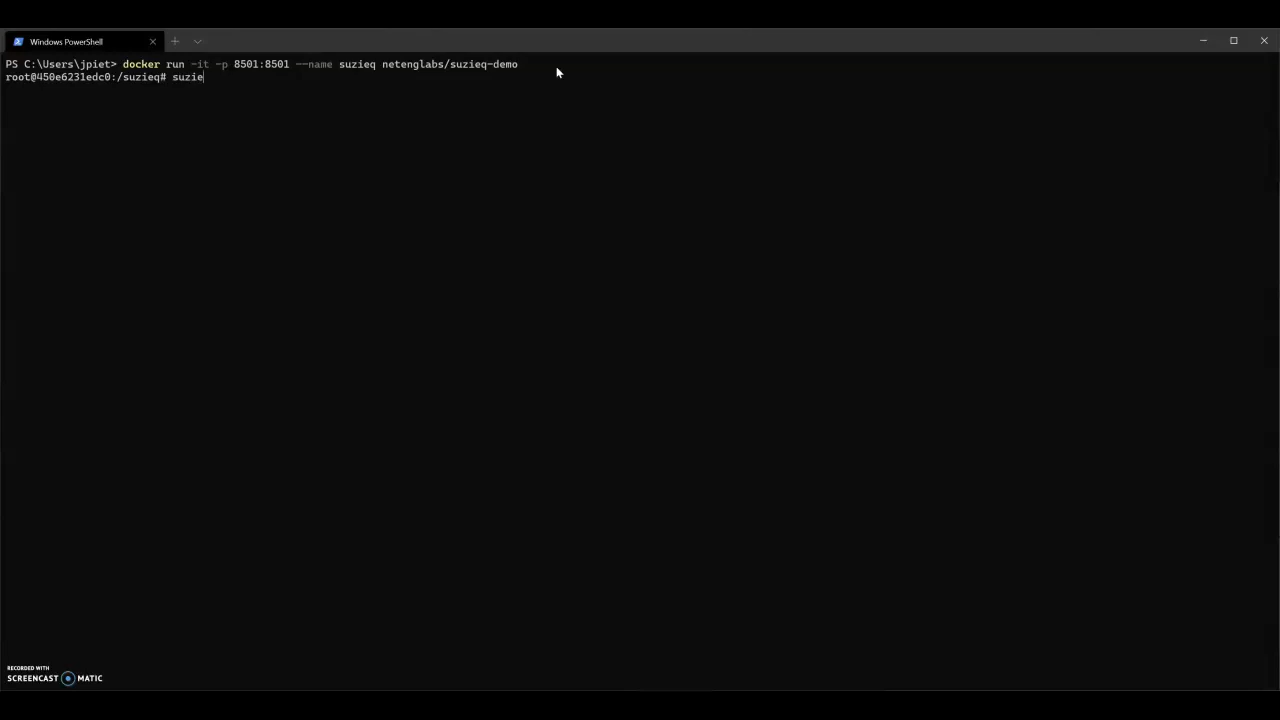 Windows PowerShell
PS C:\Users\jpiet> docker run -it -p 8501:8501 --name suzieq netenglabs/suzieq-demo
root@450e6231edc0:/suzieq# suzie
RECORDED WITH
SCREENCAST MATIC